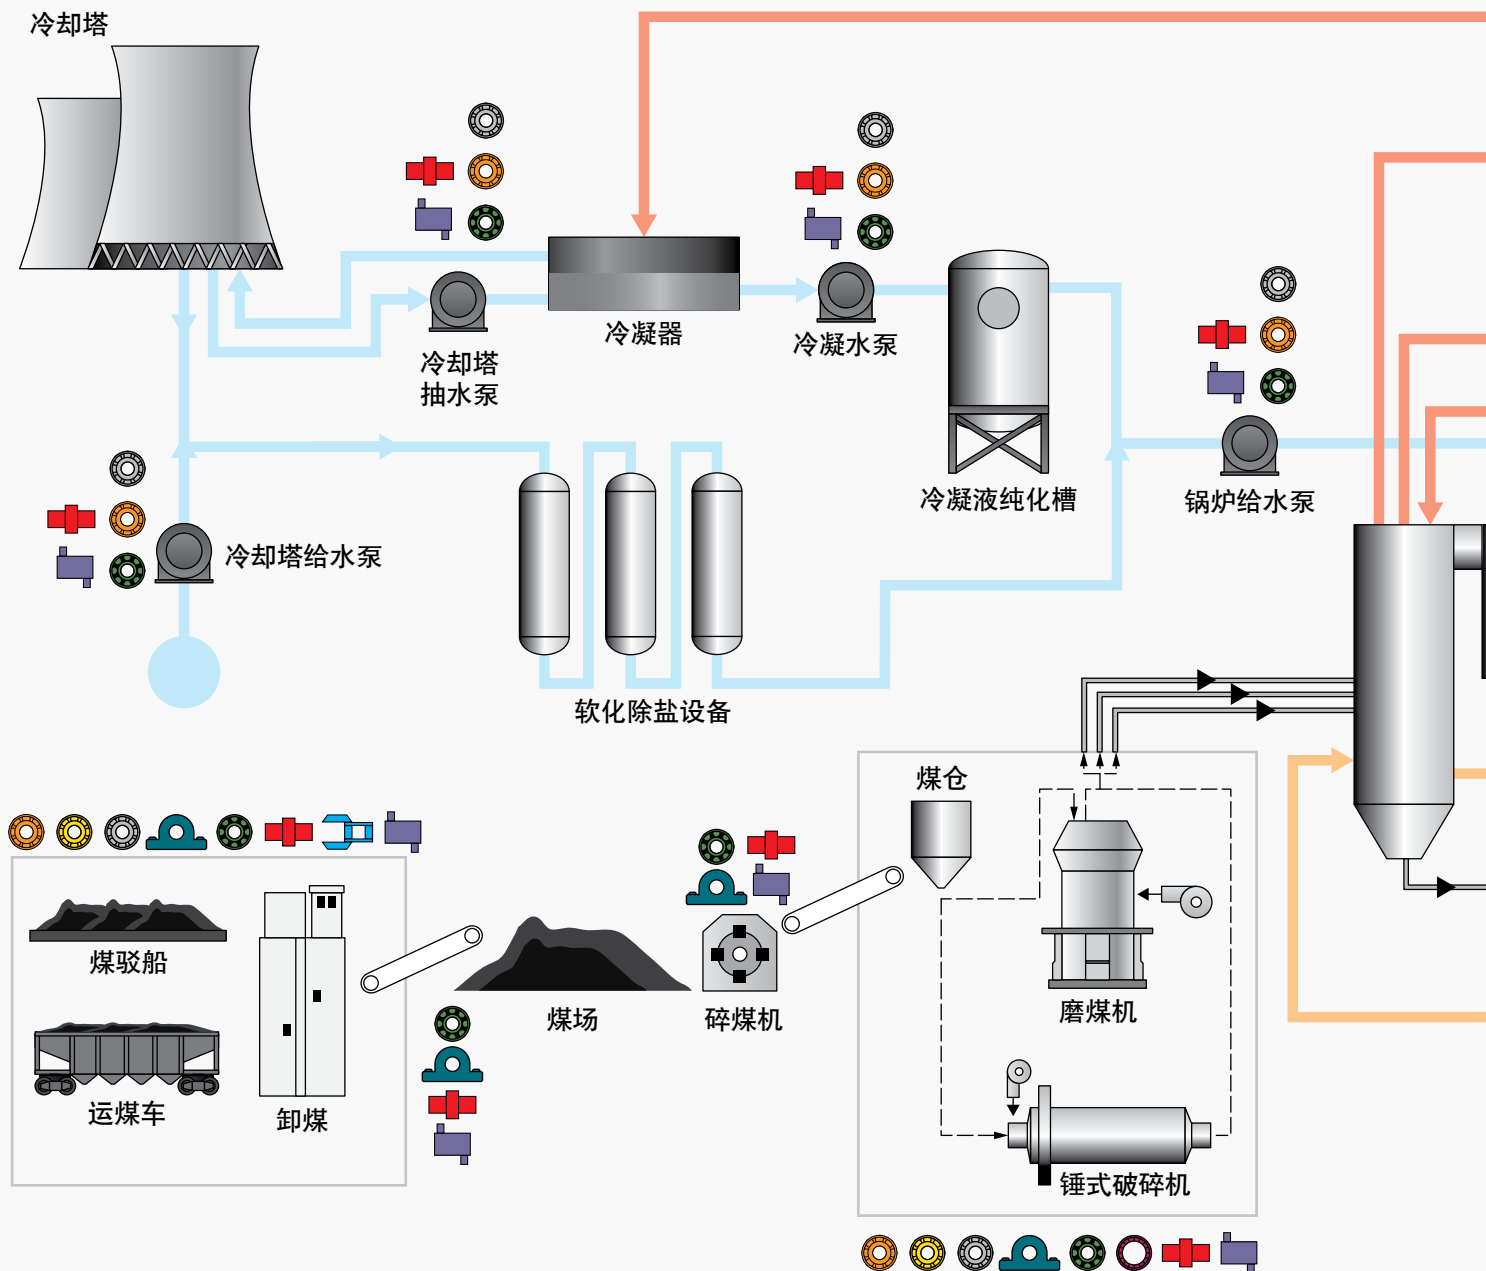 冷却塔
冷凝器
冷凝水泵
冷却塔
抽水泵
冷凝液纯化槽
锅炉给水泵
冷却塔给水泵
软化除盐设备
煤仓
煤驳船
煤场
碎煤机
磨煤机
运煤车
卸煤
锤式破碎机